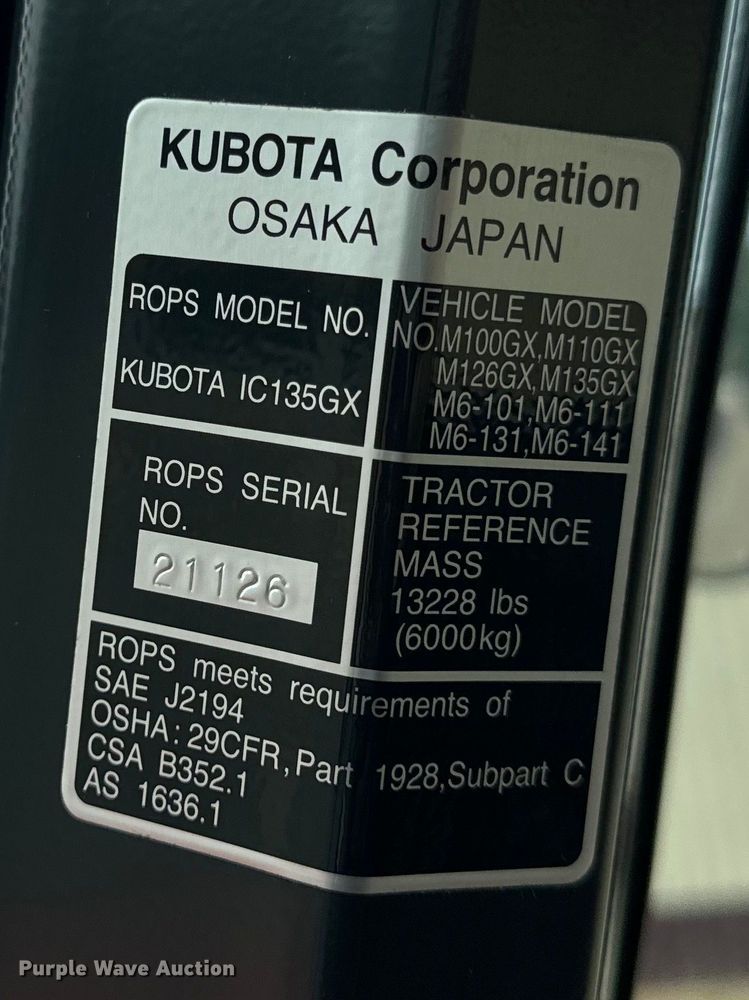 KUBOTA Corporation
OSAKA JAPAN
ROPS MODEL NO.
KUBOTA IC135GX
VEHICLE MODEL
NO.M100GX,M110GX
M126GX,M135GX
M6-101,M6-111
M6-131,M6-141
ROPS SERIAL
NO.
21126
TRACTOR
REFERENCE
MASS
13228 lbs
(6000kg)
ROPS meets requirements of
SAE J2194
OSHA:29CFR,Part 1928,Subpart C
CSA B352.1
AS 1636.1
Purple Wave Auction